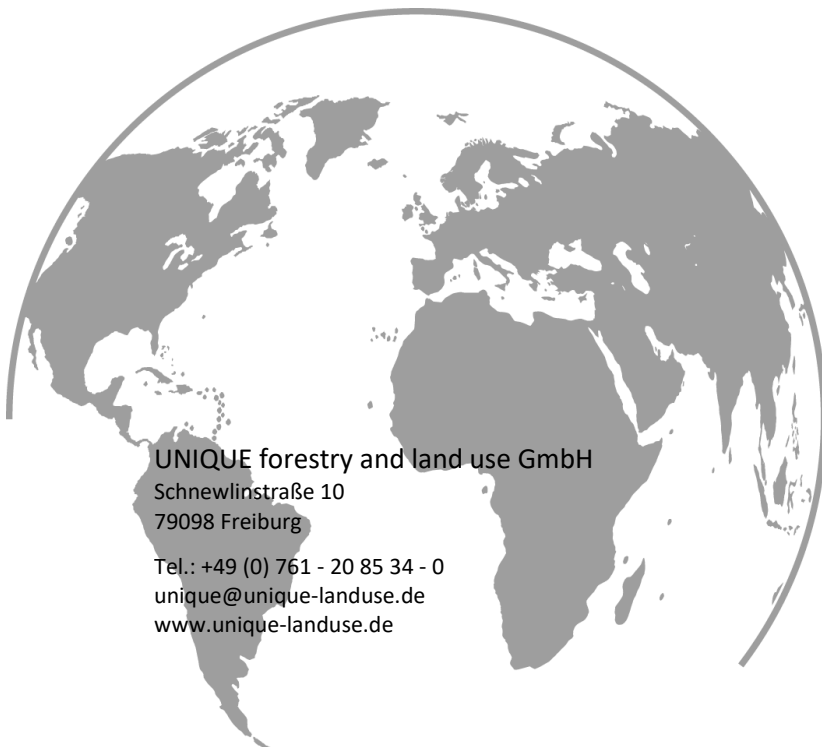 UNIQUE forestry and land use GmbH
Schnewlinstraße 10
79098 Freiburg
Tel.: +49 (0) 761 - 20 85 34 - 0
unique@unique-landuse.de
www.unique-landuse.de